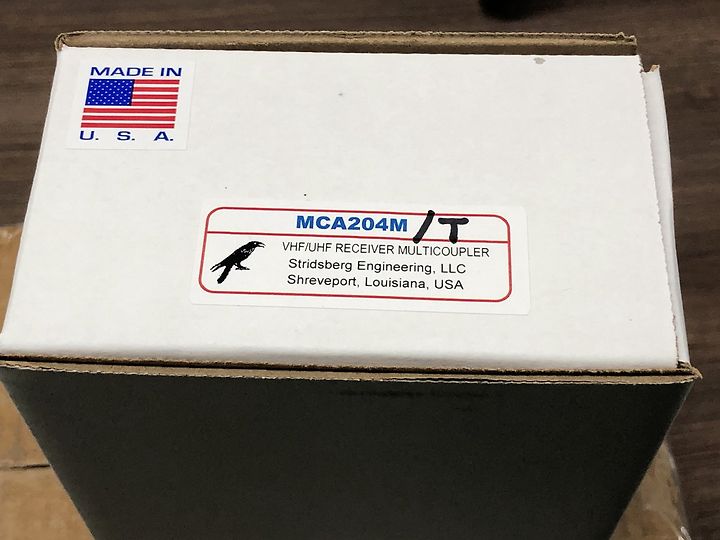 MADE IN
U. S. A.
MCA204M /T
VHF/UHF RECEIVER MULTICOUPLER
Stridsberg Engineering, LLC
Shreveport, Louisiana, USA